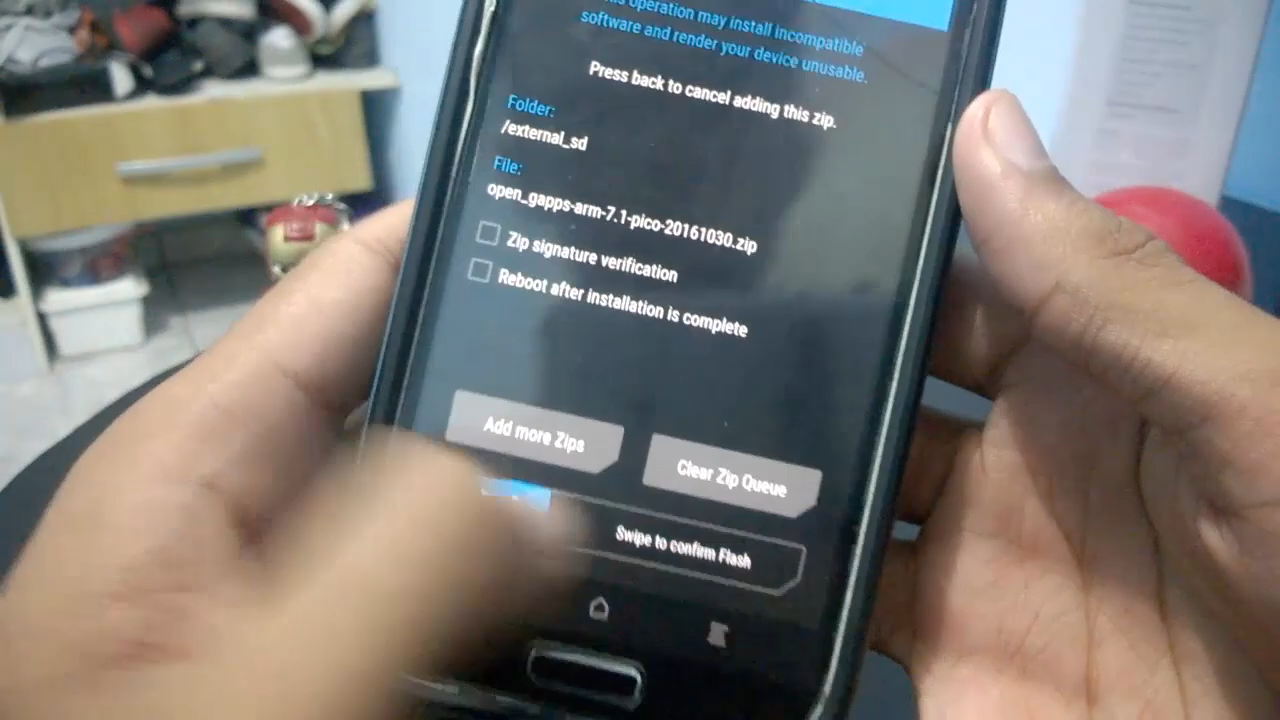 operation may install incompatible
software and render your device unusable.
Press back to cancel adding this zip.
Folder:
/external_sd
File:
open_gapps-arm-7.1-pico-20161030.zip
Zip signature verification
Reboot after installation is complete
Add more Zips
Clear Zip Queue
Swipe to confirm Flash